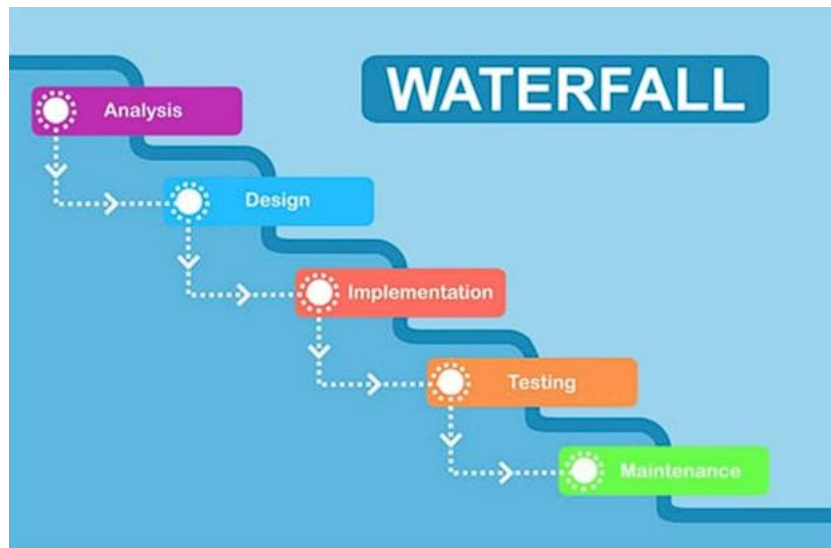 WATERFALL
Analysis
Design
Implementation
Testing
Maintenance